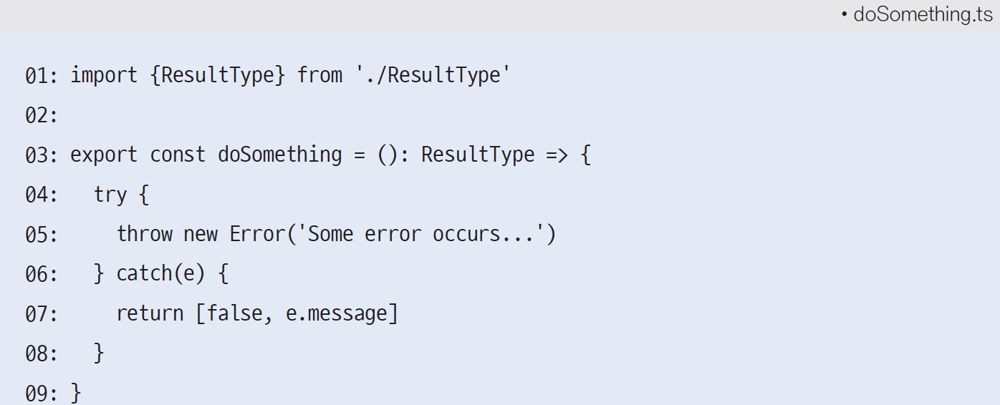 • doSomething.ts
01: import {ResultType} from './ResultType'
02:
03: export const doSomething = (): ResultType => {
04:   try {
05:     throw new Error('Some error occurs...')
06:   } catch(e) {
07:     return [false, e.message]
08:   }
09: }